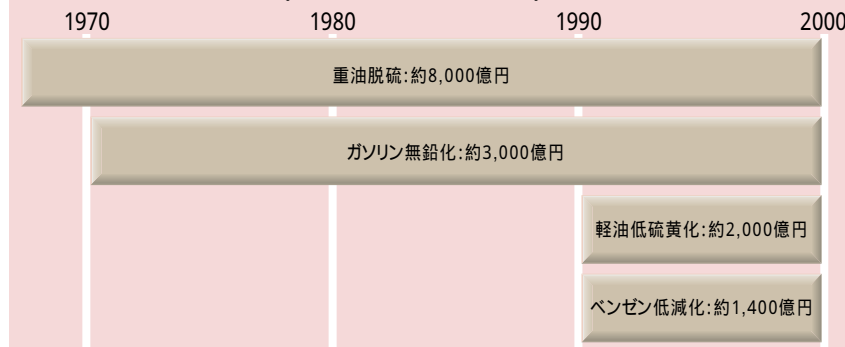 1970 1980 1990 2000
重油脱硫:約8,000億円
ガソリン無鉛化:約3,000億円
軽油低硫黄化:約2,000億円
ベンゼン低減化:約1,400億円